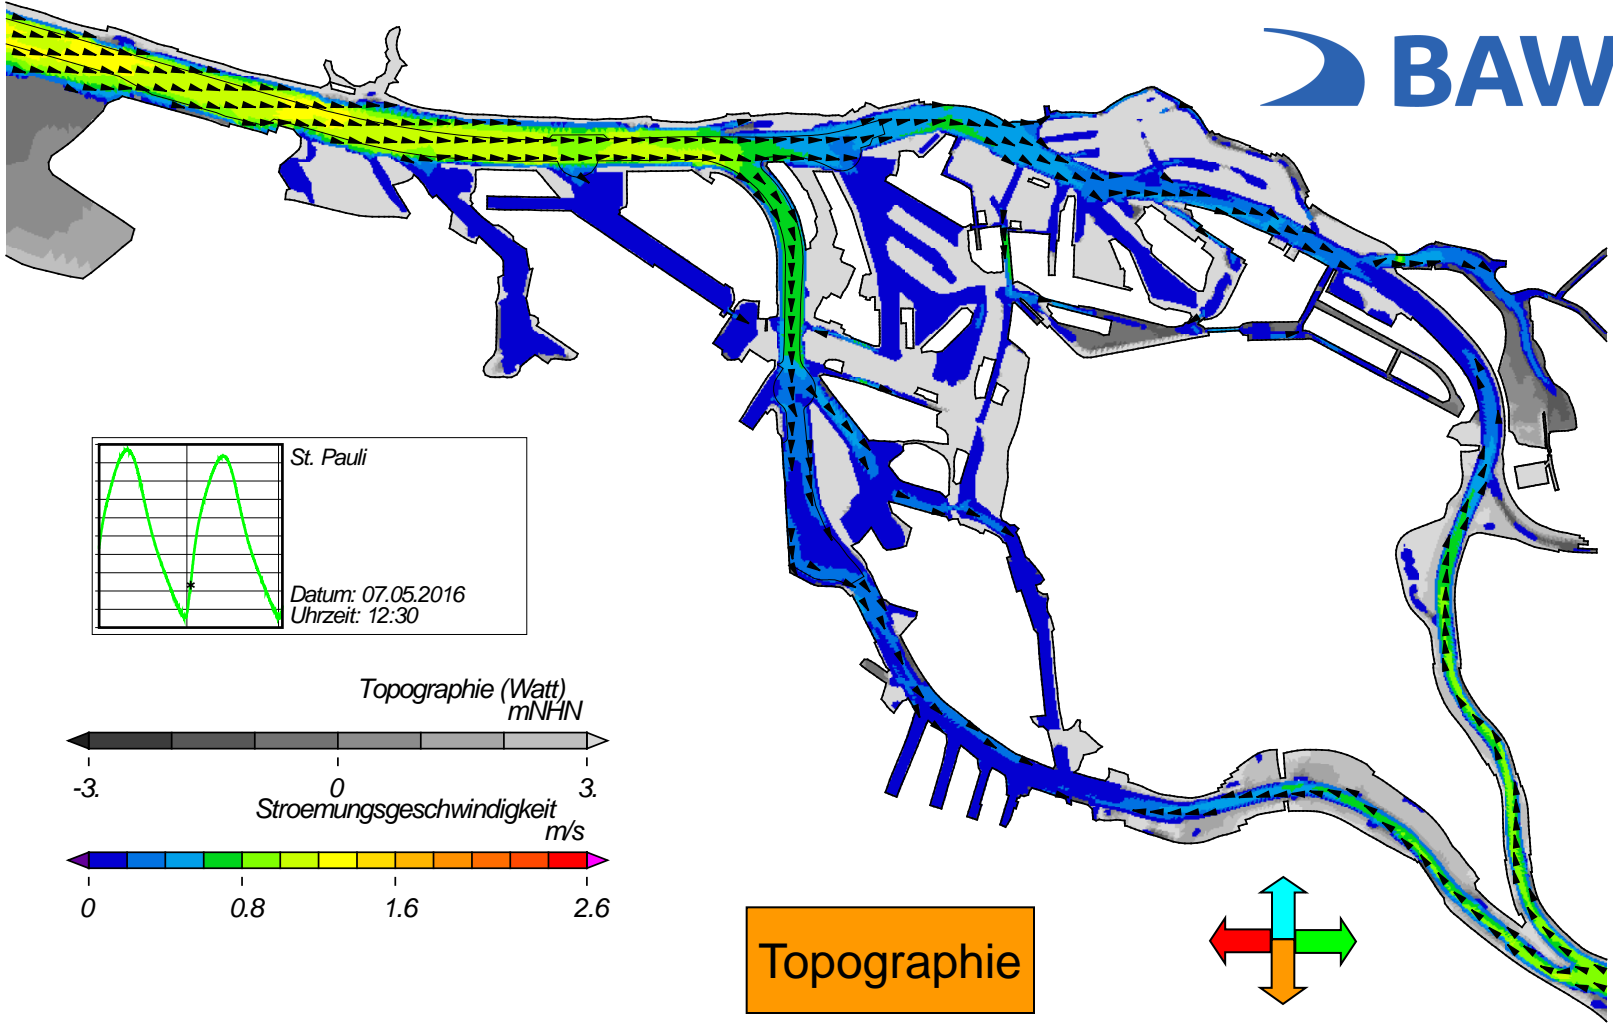 BAW
St. Pauli
Datum: 07.05.2016
Uhrzeit: 12:30
Topographie (Watt)
mNHN
-3. 0 3.
Stroemungsgeschwindigkeit
m/s
0 0.8 1.6 2.6
Topographie